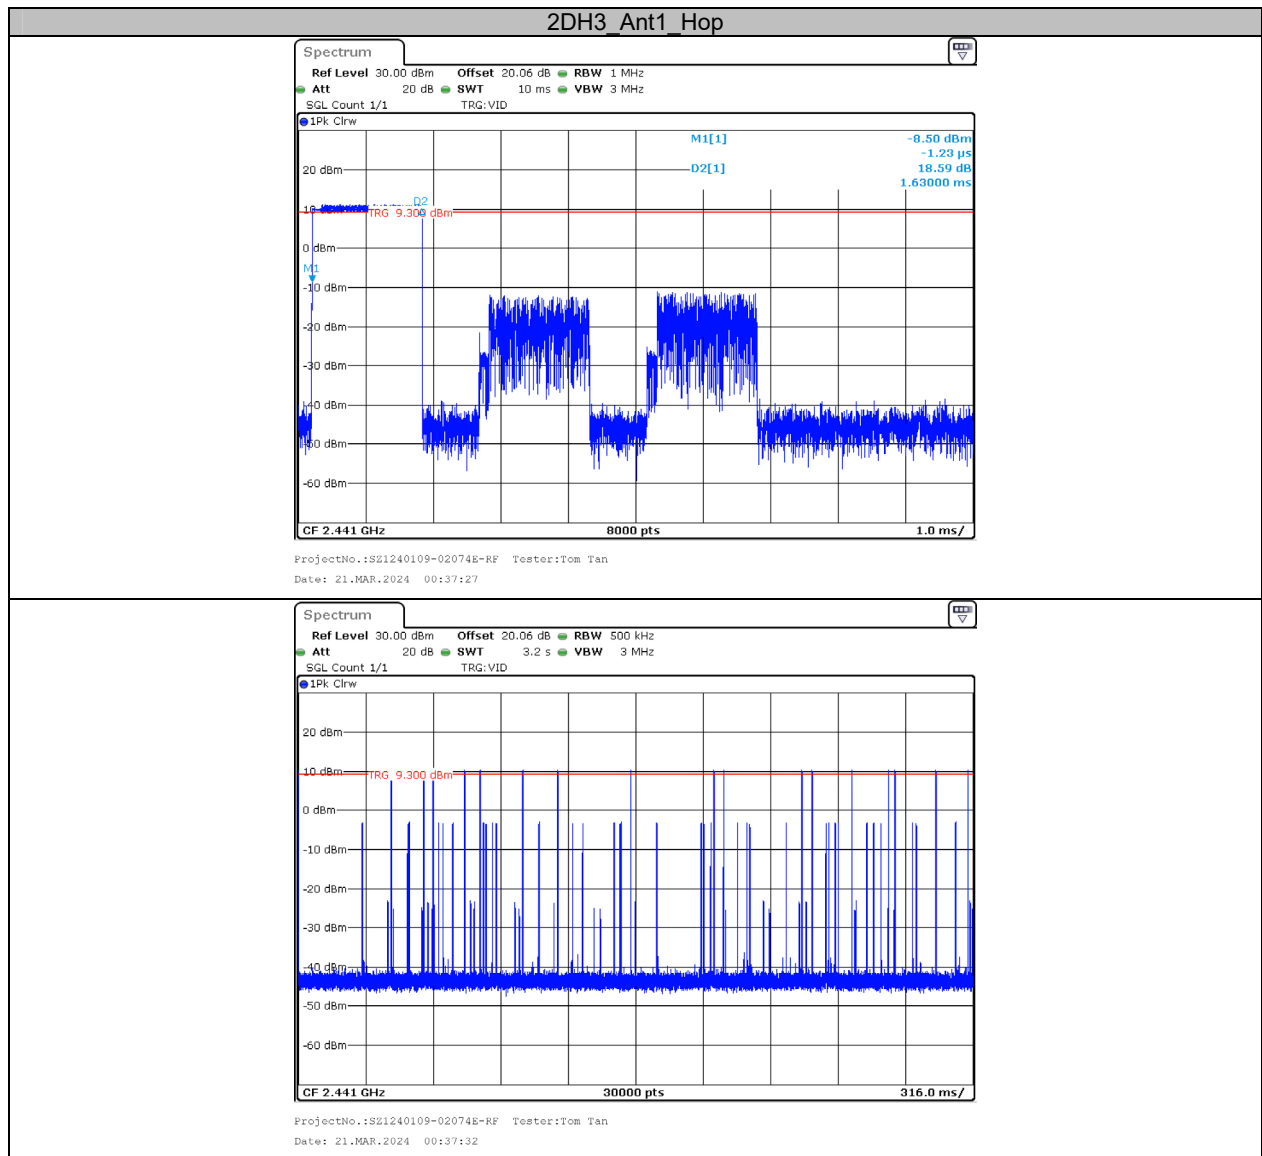 2DH3_Ant1_Hop
Spectrum
Ref Level 30.00 dBm Offset 20.06 dB RBW 1 MHz
Att 20 dB SWT 10 ms VBW 3 MHz
SGL Count 1/1 TRG:VID
1Pk Clrw
M1[1] -8.50 dBm
-1.23 µs
D2[1] 18.59 dB
1.63000 ms
20 dBm
D2
10 dBm
TRG 9.300 dBm
0 dBm
M1
-10 dBm
-20 dBm
-30 dBm
-40 dBm
-50 dBm
-60 dBm
CF 2.441 GHz 8000 pts 1.0 ms/
ProjectNo.:SZ1240109-02074E-RF Tester:Tom Tan
Date: 21.MAR.2024 00:37:27
Spectrum
Ref Level 30.00 dBm Offset 20.06 dB RBW 500 kHz
Att 20 dB SWT 3.2 s VBW 3 MHz
SGL Count 1/1 TRG:VID
1Pk Clrw
20 dBm
10 dBm
TRG 9.300 dBm
0 dBm
-10 dBm
-20 dBm
-30 dBm
-40 dBm
-50 dBm
-60 dBm
CF 2.441 GHz 30000 pts 316.0 ms/
ProjectNo.:SZ1240109-02074E-RF Tester:Tom Tan
Date: 21.MAR.2024 00:37:32